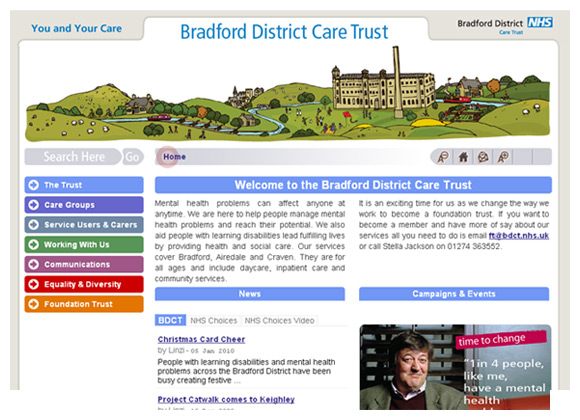 You and Your Care
Bradford District Care Trust
Bradford District NHS
Care Trust
Search Here Go
Home
The Trust
Care Groups
Service Users & Carers
Working With Us
Communications
Equality & Diversity
Foundation Trust
Welcome to the Bradford District Care Trust
Mental health problems can affect anyone at
anytime. We are here to help people manage mental
health problems and reach their potential. We also
aid people with learning disabilities lead fulfilling lives
by providing health and social care. Our services
cover Bradford, Airedale and Craven. They are for
all ages and include daycare, inpatient care and
community services.
It is an exciting time for us as we change the way we
work to become a foundation trust. If you want to
become a member and have more of say about our
services all you need to do is email ft@bdct.nhs.uk
or call Stella Jackson on 01274 363552.
News
BDCT NHS Choices NHS Choices Video
Christmas Card Cheer
by Linzi - 05 Jan 2010
People with learning disabilities and mental health
problems across the Bradford District have been
busy creating festive ...
Project Catwalk comes to Keighley
Campaigns & Events
time to change
"1in 4 people,
like me,
have a mental
health